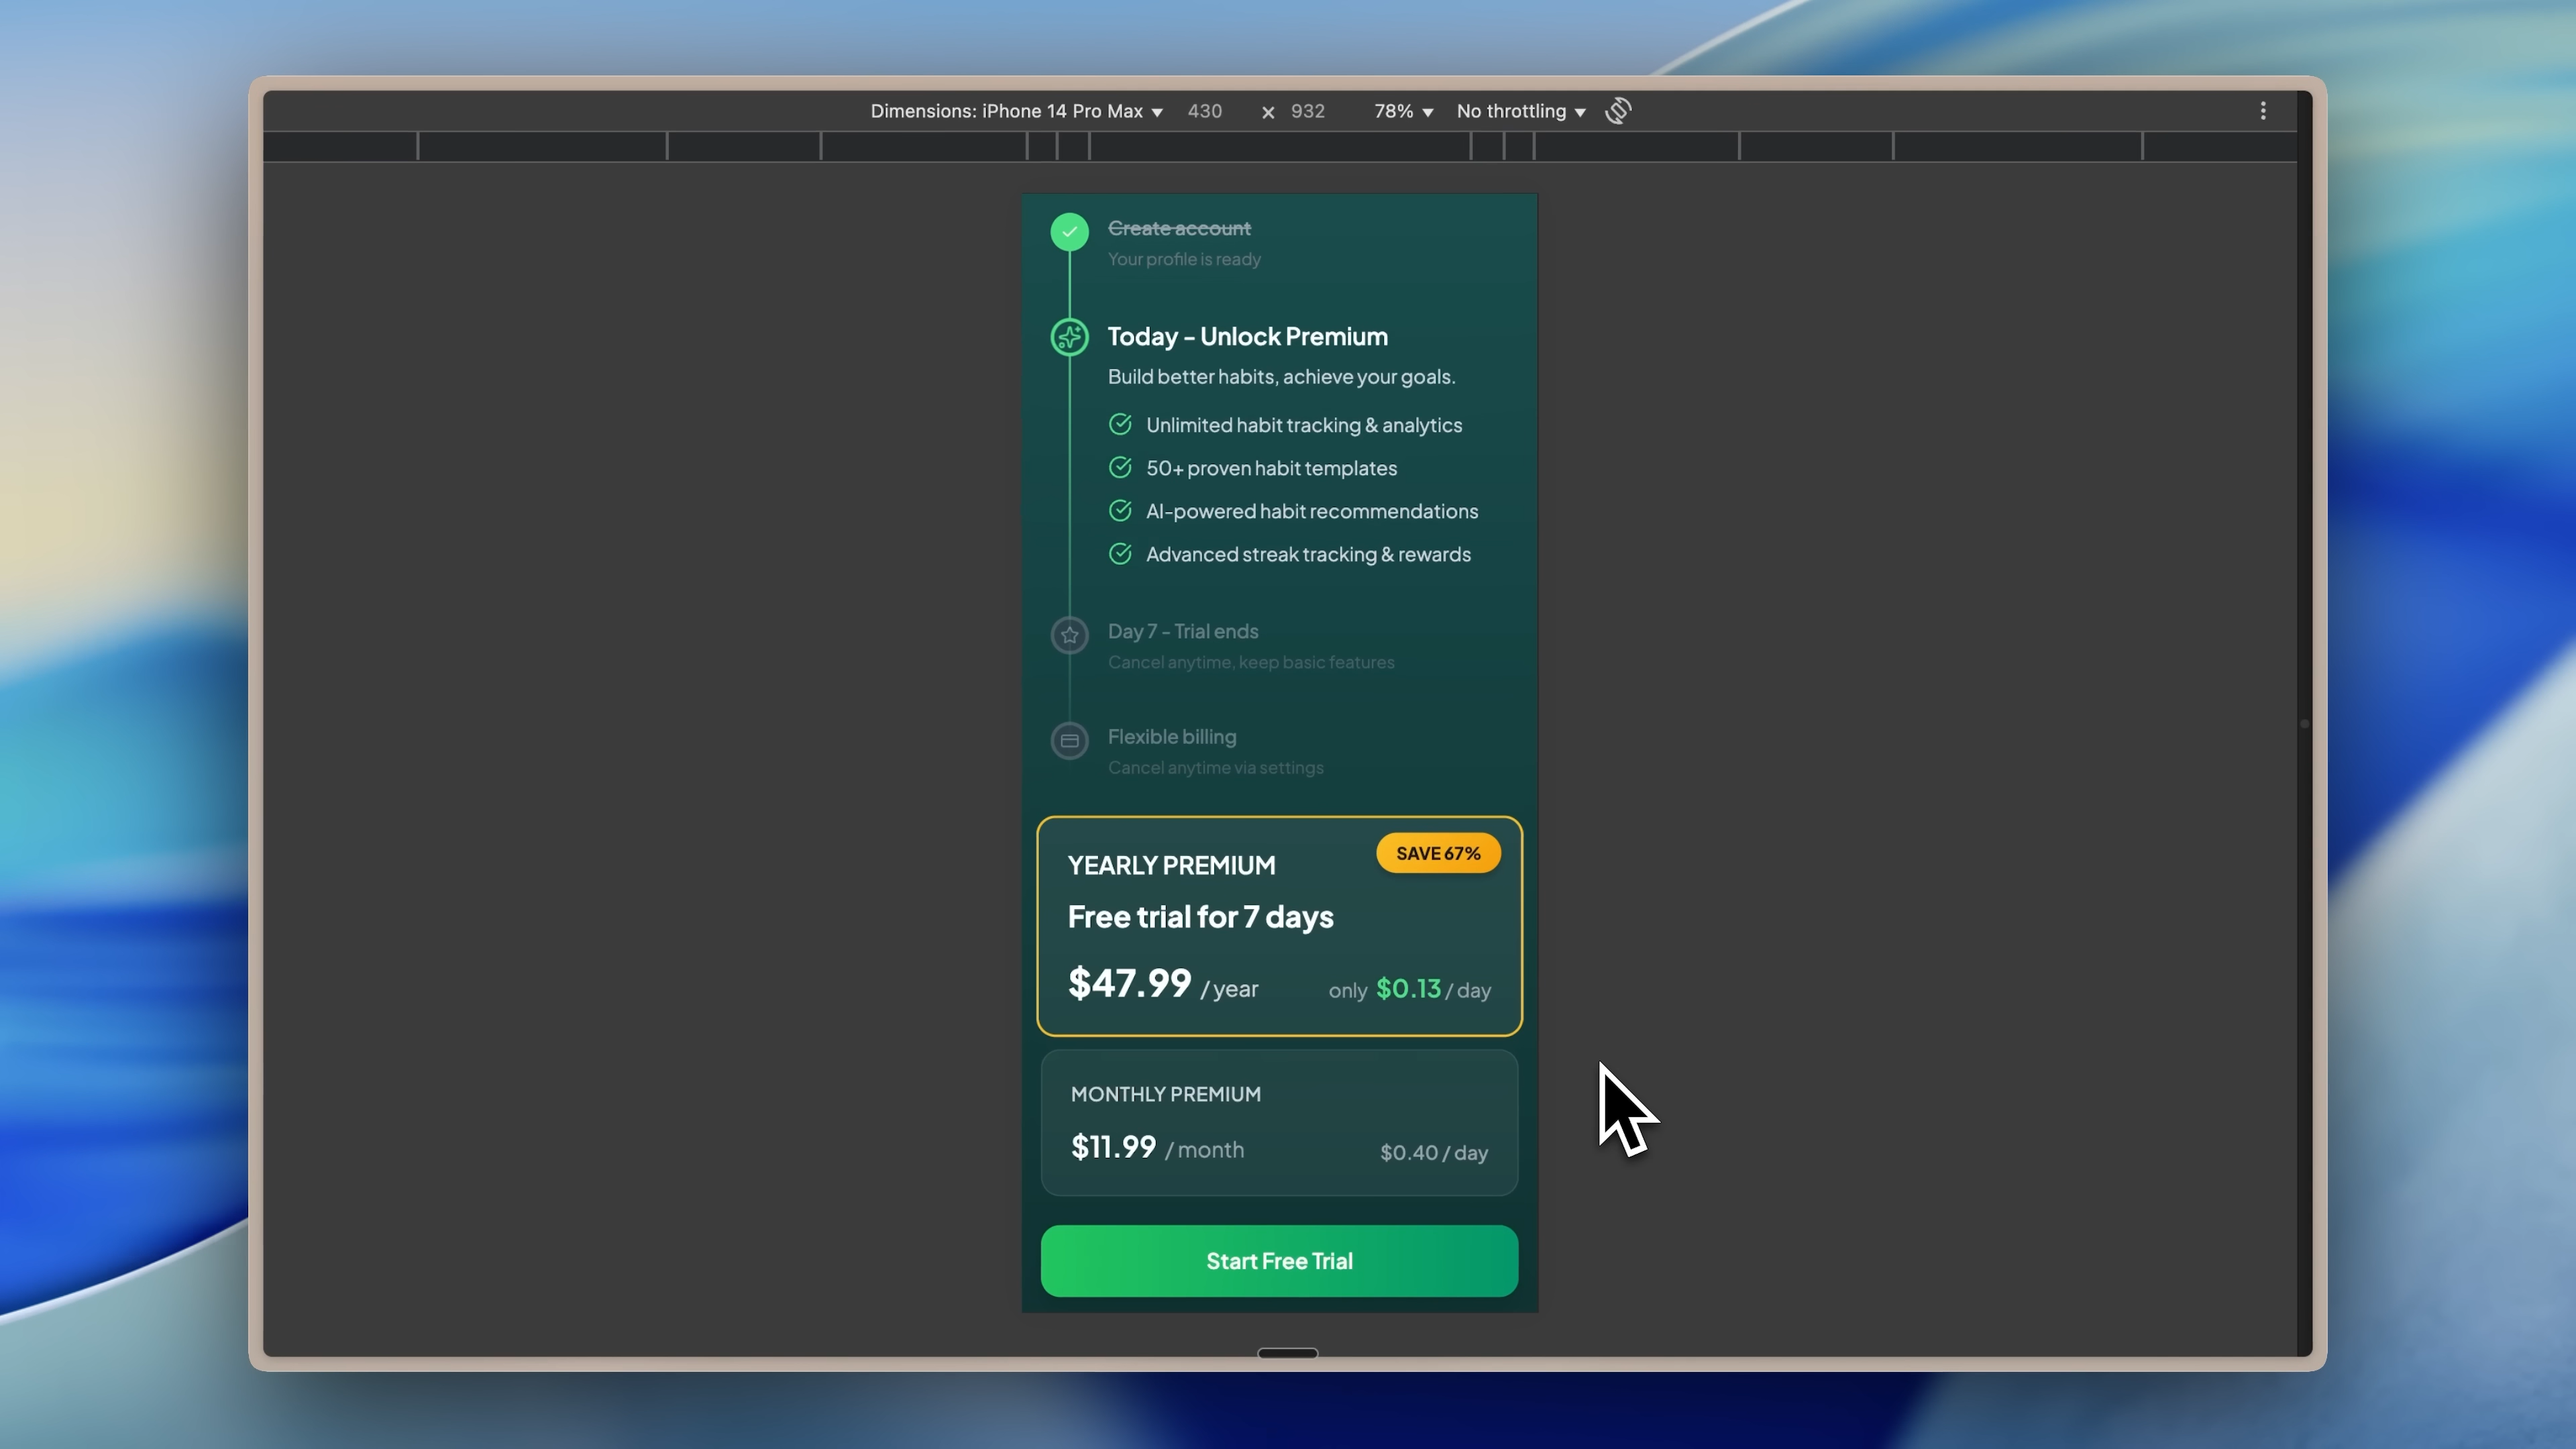 Dimensions: iPhone 14 Pro Max 430 × 932 78% No throttling
Create account
Your profile is ready
Today - Unlock Premium
Build better habits, achieve your goals.
Unlimited habit tracking & analytics
50+ proven habit templates
AI-powered habit recommendations
Advanced streak tracking & rewards
Day 7 - Trial ends
Cancel anytime, keep basic features
Flexible billing
Cancel anytime via settings
SAVE 67%
YEARLY PREMIUM
Free trial for 7 days
$47.99 / year only $0.13 / day
MONTHLY PREMIUM
$11.99 / month $0.40 / day
Start Free Trial